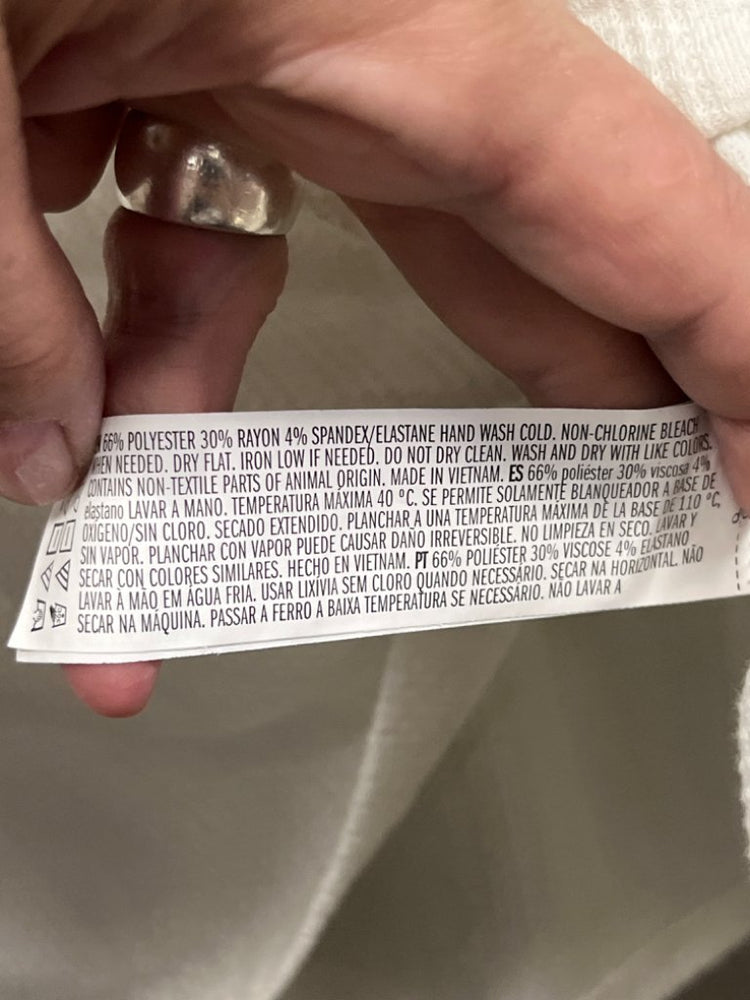 66% POLYESTER 30% RAYON 4% SPANDEX/ELASTANE HAND WASH COLD. NON-CHLORINE BLEACH
WHEN NEEDED. DRY FLAT. IRON LOW IF NEEDED. DO NOT DRY CLEAN. WASH AND DRY WITH LIKE COLORS.
CONTAINS NON-TEXTILE PARTS OF ANIMAL ORIGIN. MADE IN VIETNAM. ES 66% poliéster 30% viscosa 4%
elastano LAVAR A MANO. TEMPERATURA MÁXIMA 40 °C. SE PERMITE SOLAMENTE BLANQUEADOR A BASE DE
OXÍGENO/SIN CLORO. SECADO EXTENDIDO. PLANCHAR A UNA TEMPERATURA MÁXIMA DE LA BASE DE 110 °C,
SIN VAPOR. PLANCHAR CON VAPOR PUEDE CAUSAR DAÑO IRREVERSIBLE. NO LIMPIEZA EN SECO. LAVAR Y
SECAR CON COLORES SIMILARES. HECHO EN VIETNAM. PT 66% POLIÉSTER 30% VISCOSE 4% ELASTANO
LAVAR À MÃO EM ÁGUA FRIA. USAR LIXÍVIA SEM CLORO QUANDO NECESSÁRIO. SECAR NA HORIZONTAL. NÃO
SECAR NA MÁQUINA. PASSAR A FERRO A BAIXA TEMPERATURA SE NECESSÁRIO. NÃO LAVAR A